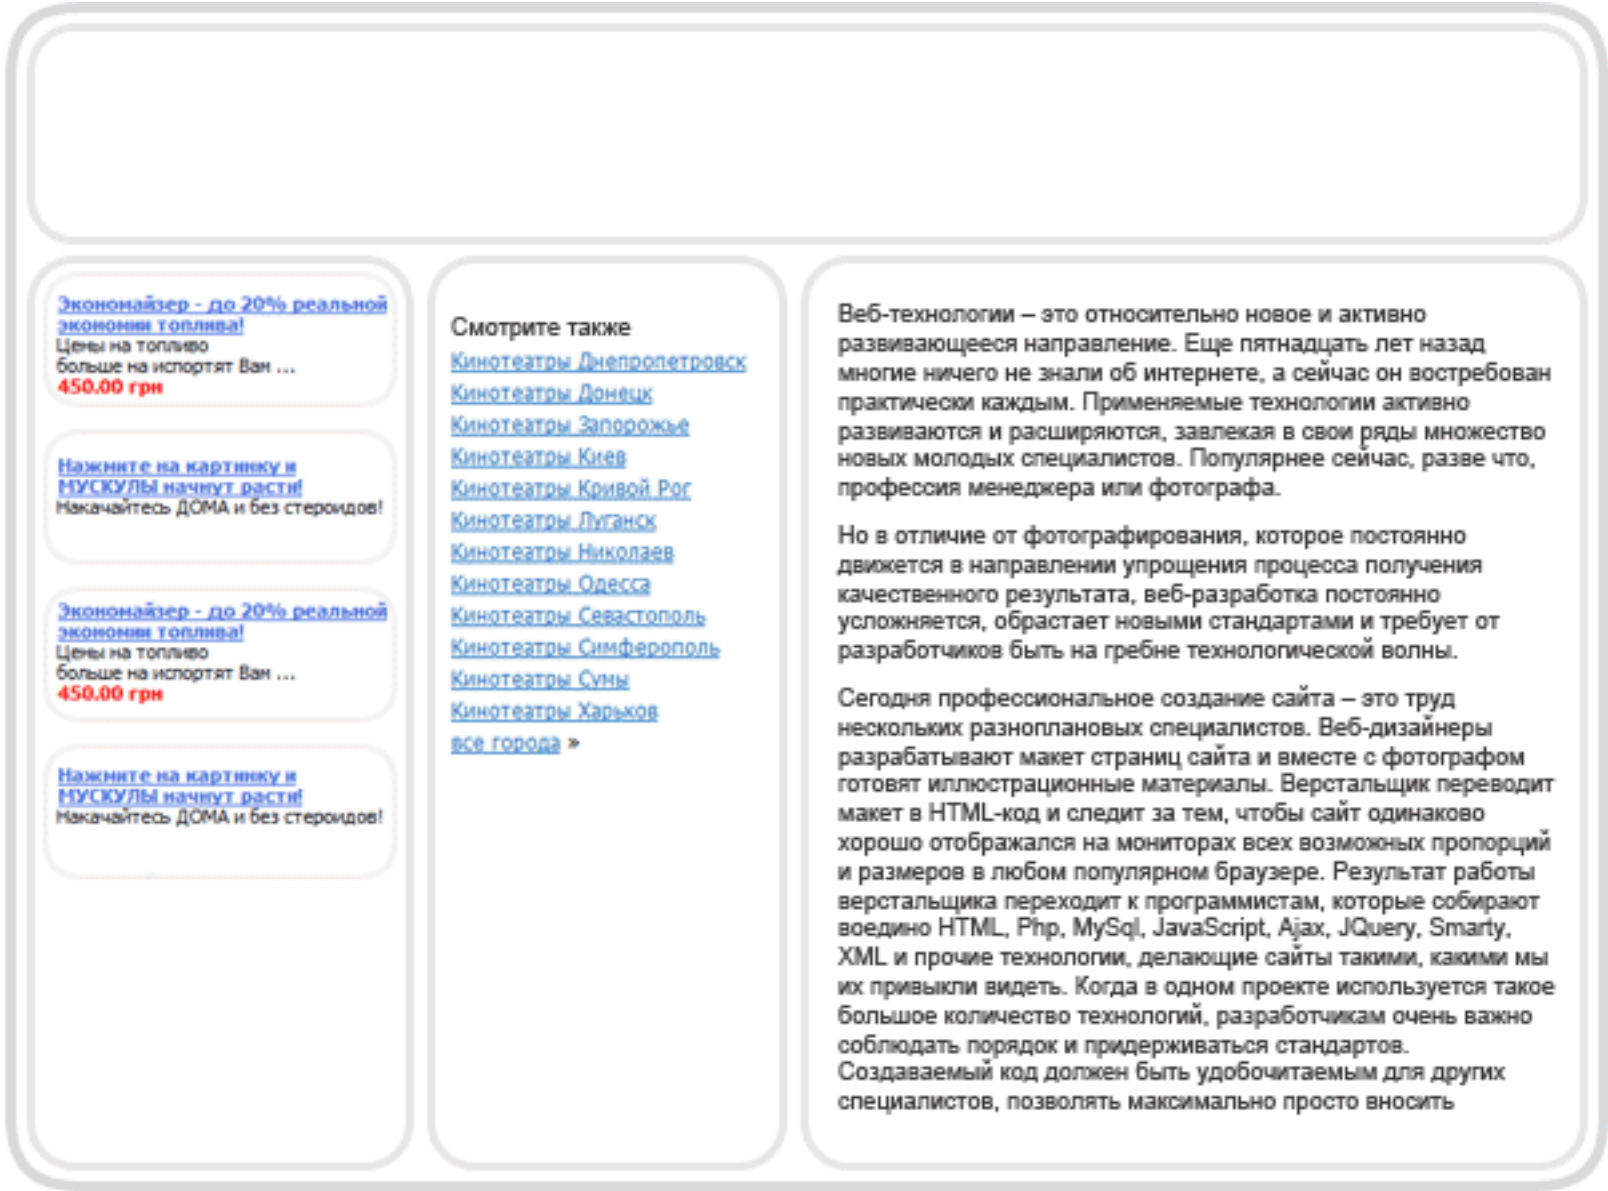 Экономайзер - до 20% реальной
экономии топлива!
Цены на топливо
больше на испортят Вам ...
450.00 грн
Нажмите на картинку и
МУСКУЛЫ начнут расти!
Накачайтесь ДОМА и без стероидов!
Экономайзер - до 20% реальной
экономии топлива!
Цены на топливо
больше на испортят Вам ...
450.00 грн
Нажмите на картинку и
МУСКУЛЫ начнут расти!
Накачайтесь ДОМА и без стероидов!
Смотрите также
Кинотеатры Днепропетровск
Кинотеатры Донецк
Кинотеатры Запорожье
Кинотеатры Киев
Кинотеатры Кривой Рог
Кинотеатры Луганск
Кинотеатры Николаев
Кинотеатры Одесса
Кинотеатры Севастополь
Кинотеатры Симферополь
Кинотеатры Сумы
Кинотеатры Харьков
все города »
Веб-технологии – это относительно новое и активно
развивающееся направление. Еще пятнадцать лет назад
многие ничего не знали об интернете, а сейчас он востребован
практически каждым. Применяемые технологии активно
развиваются и расширяются, завлекая в свои ряды множество
новых молодых специалистов. Популярнее сейчас, разве что,
профессия менеджера или фотографа.
Но в отличие от фотографирования, которое постоянно
движется в направлении упрощения процесса получения
качественного результата, веб-разработка постоянно
усложняется, обрастает новыми стандартами и требует от
разработчиков быть на гребне технологической волны.
Сегодня профессиональное создание сайта – это труд
нескольких разноплановых специалистов. Веб-дизайнеры
разрабатывают макет страниц сайта и вместе с фотографом
готовят иллюстрационные материалы. Верстальщик переводит
макет в HTML-код и следит за тем, чтобы сайт одинаково
хорошо отображался на мониторах всех возможных пропорций
и размеров в любом популярном браузере. Результат работы
верстальщика переходит к программистам, которые собирают
воедино HTML, Php, MySql, JavaScript, Ajax, JQuery, Smarty,
XML и прочие технологии, делающие сайты такими, какими мы
их привыкли видеть. Когда в одном проекте используется такое
большое количество технологий, разработчикам очень важно
соблюдать порядок и придерживаться стандартов.
Создаваемый код должен быть удобочитаемым для других
специалистов, позволять максимально просто вносить